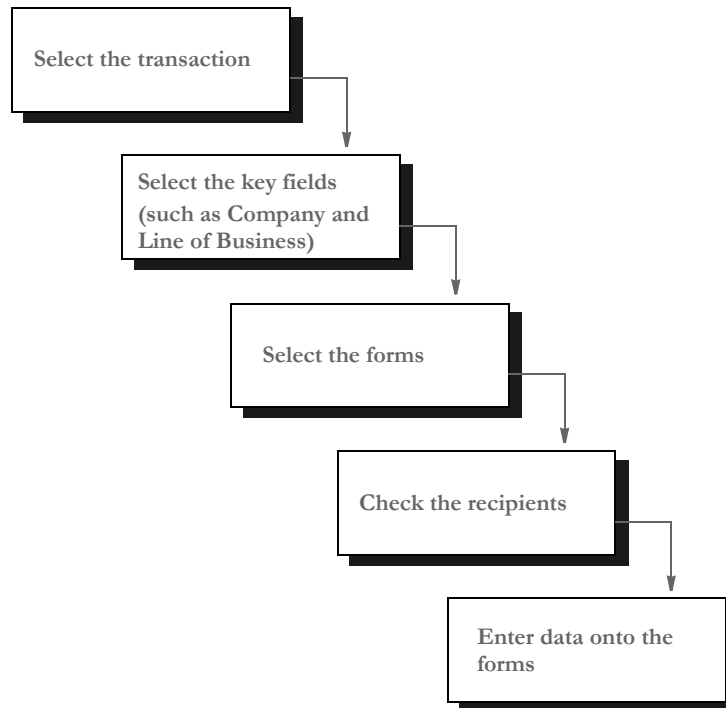 Select the transaction
Select the key fields
(such as Company and
Line of Business)
Select the forms
Check the recipients
Enter data onto the
forms